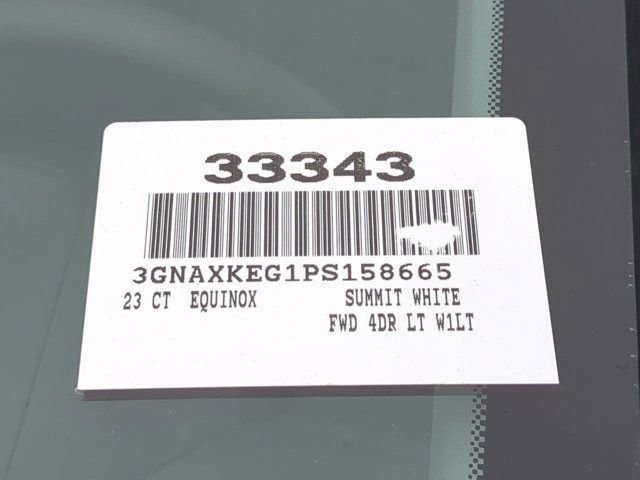 33343
3GNAXKEG1PS158665
23 CT EQUINOX SUMMIT WHITE
FWD 4DR LT W1LT